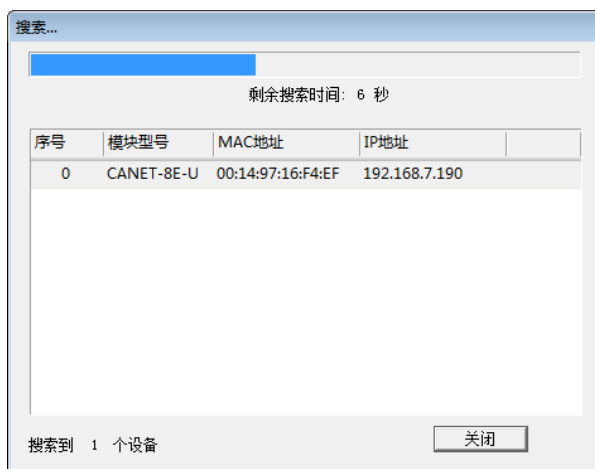 搜索...
剩余搜索时间: 6 秒
序号 模块型号 MAC地址 IP地址
0 CANET-8E-U 00:14:97:16:F4:EF 192.168.7.190
搜索到 1 个设备 关闭